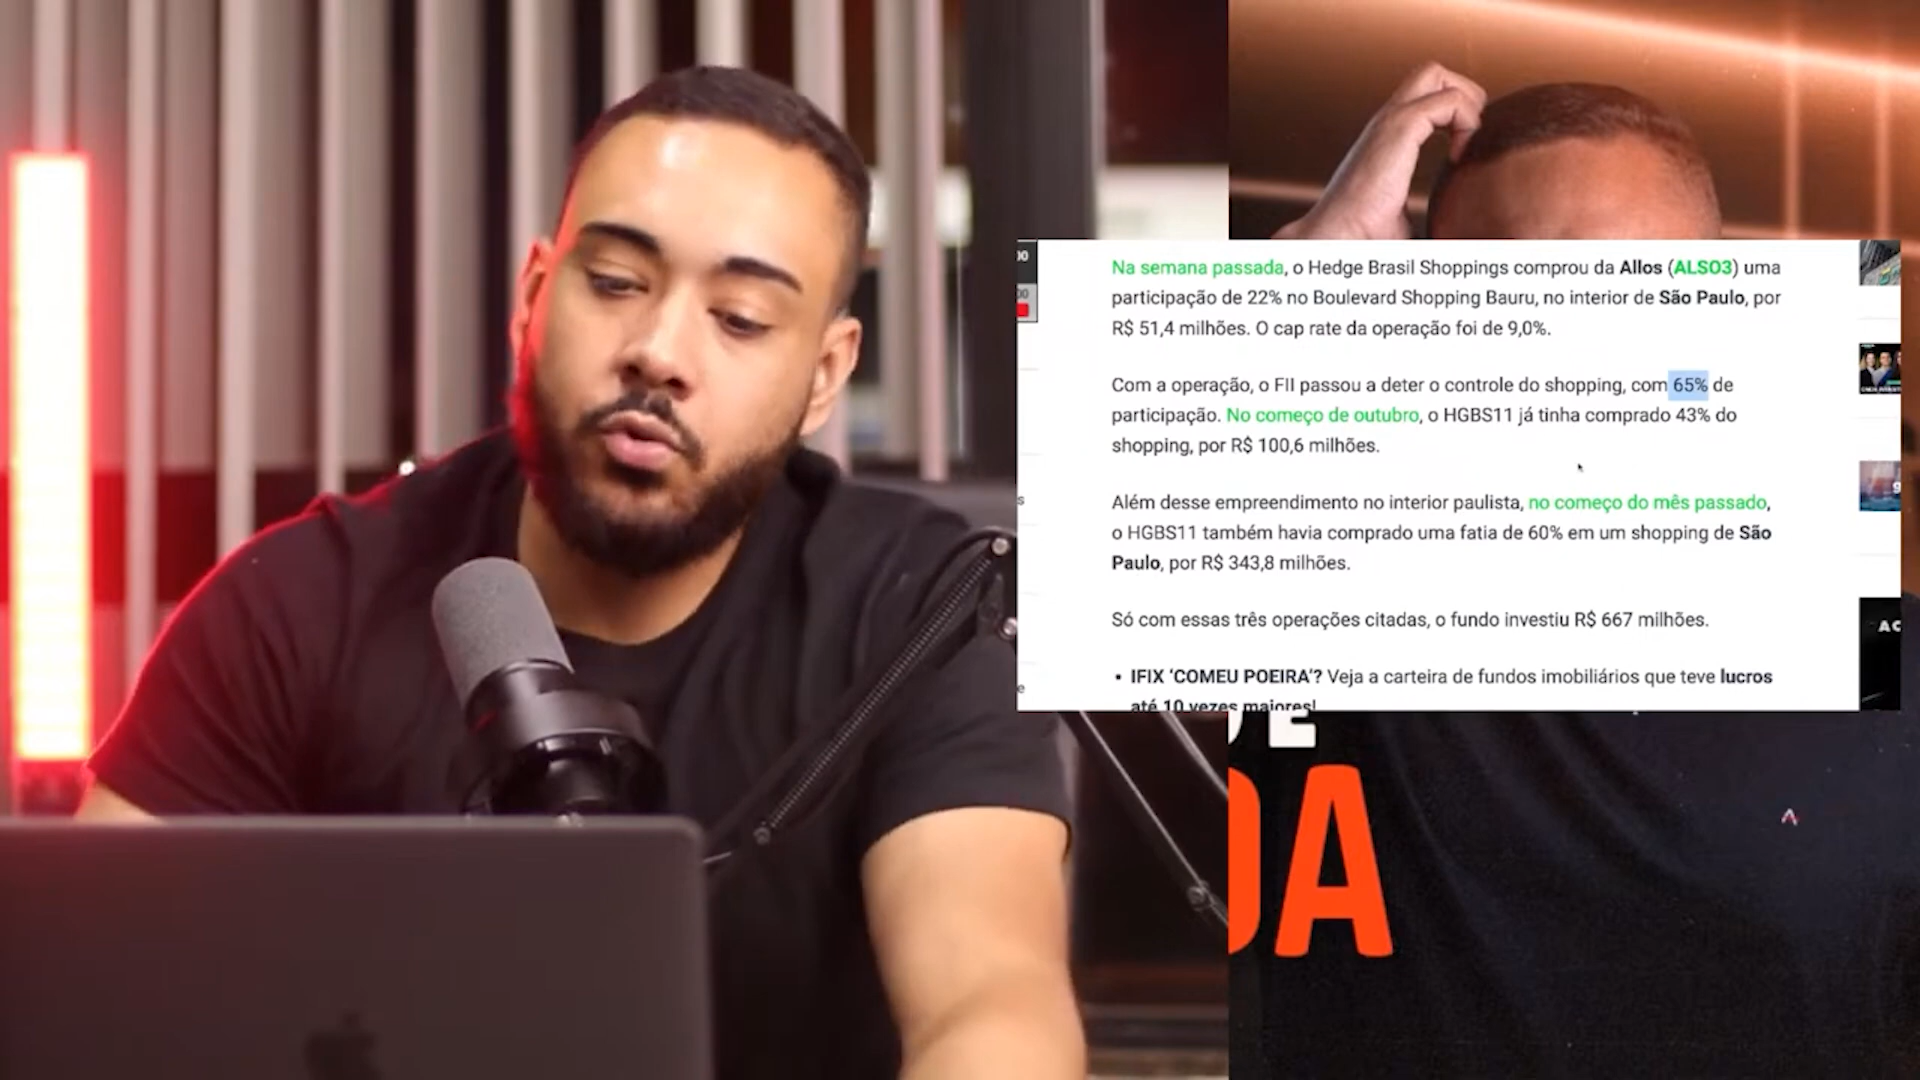 Na semana passada, o Hedge Brasil Shoppings comprou da Allos (ALSO3) uma
participação de 22% no Boulevard Shopping Bauru, no interior de São Paulo, por
R$ 51,4 milhões. O cap rate da operação foi de 9,0%.
Com a operação, o FII passou a deter o controle do shopping, com 65% de
participação. No começo de outubro, o HGBS11 já tinha comprado 43% do
shopping, por R$ 100,6 milhões.
Além desse empreendimento no interior paulista, no começo do mês passado,
o HGBS11 também havia comprado uma fatia de 60% em um shopping de São
Paulo, por R$ 343,8 milhões.
Só com essas três operações citadas, o fundo investiu R$ 667 milhões.
• IFIX ‘COMEU POEIRA’? Veja a carteira de fundos imobiliários que teve lucros
até 10 vezes maiores!